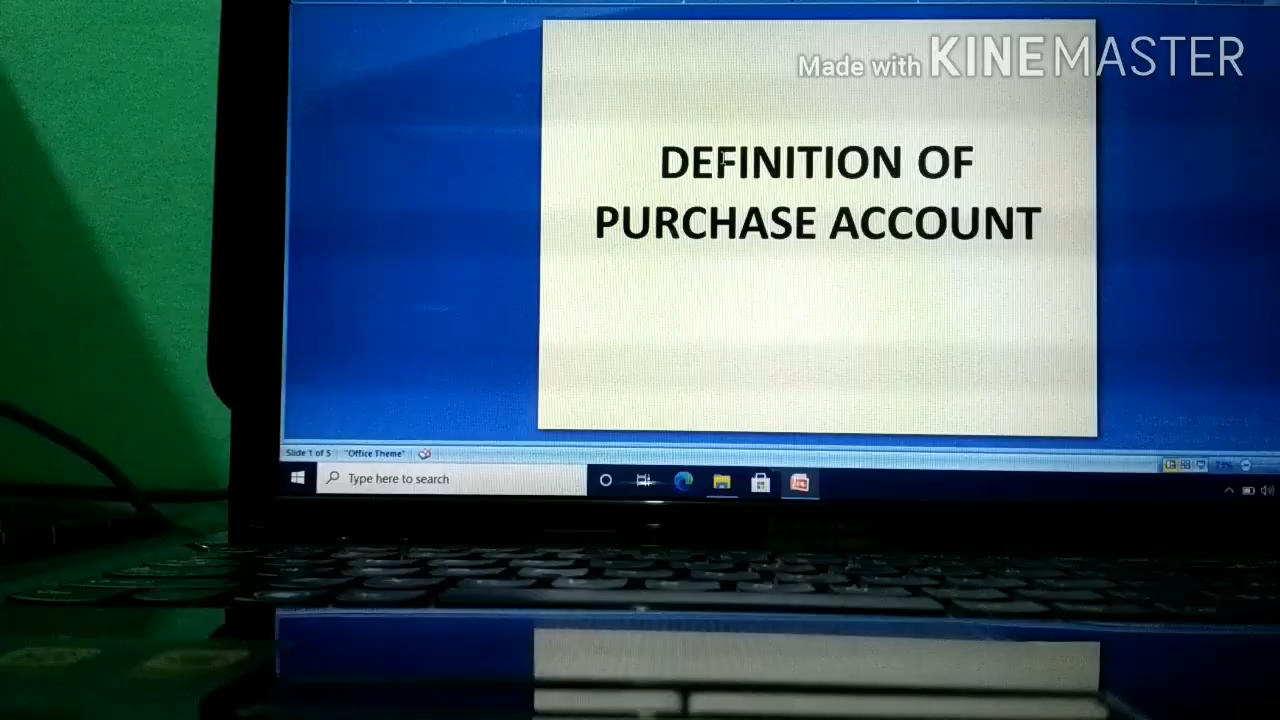 Made with KINEMASTER
DEFINITION OF
PURCHASE ACCOUNT
Slide 1 of 5 "Office Theme"
Type here to search